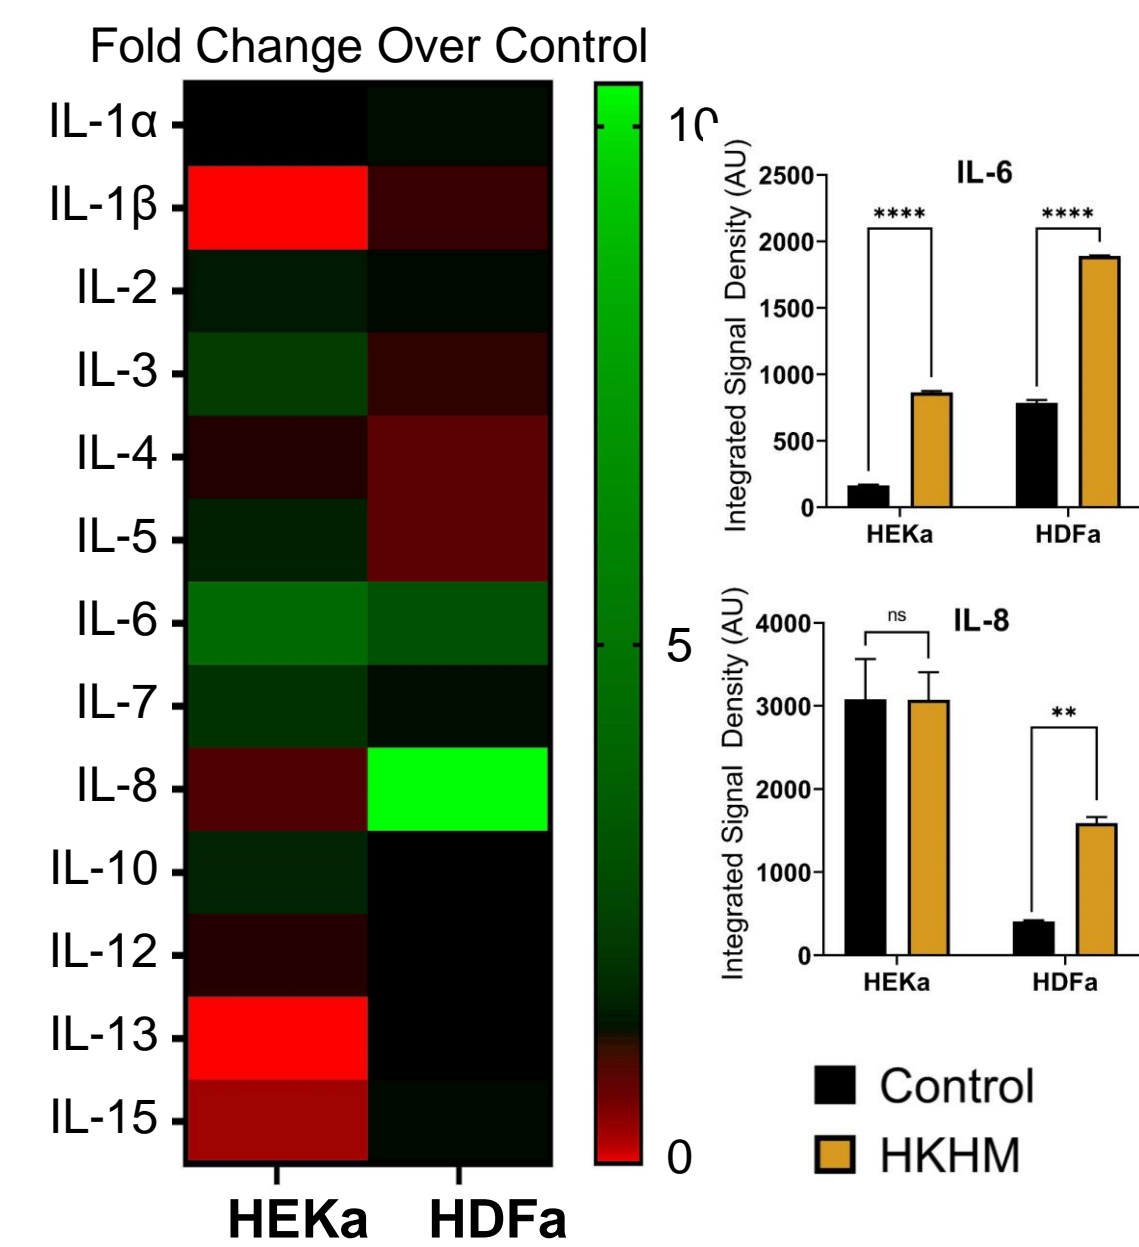 Fold Change Over Control
IL-1α
IL-1β
IL-2
IL-3
IL-4
IL-5
IL-6
IL-7
IL-8
IL-10
IL-12
IL-13
IL-15
HEKa HDFa
10
5
0
IL-6
Integrated Signal Density (AU)
2500
2000
1500
1000
500
0
**** ****
HEKa HDFa
IL-8
Integrated Signal Density (AU)
4000
3000
2000
1000
0
ns **
HEKa HDFa
Control
HKHM